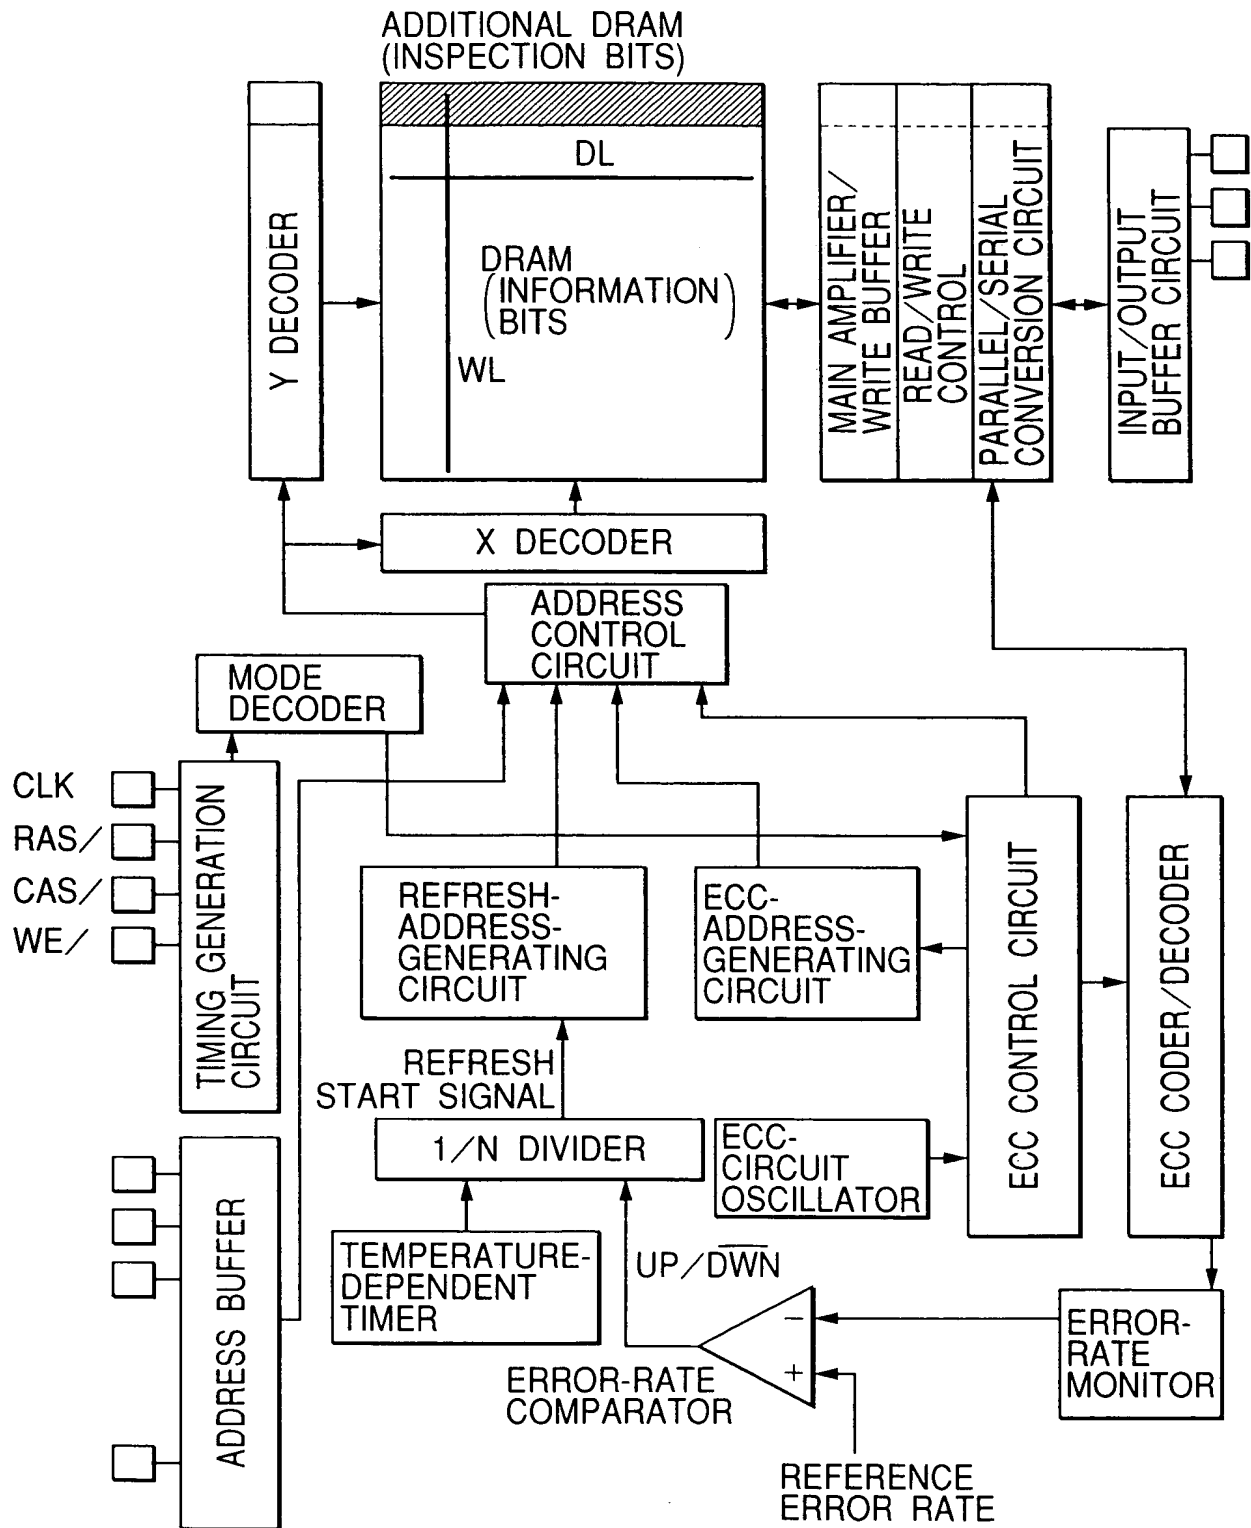 ADDITIONAL DRAM
(INSPECTION BITS)
Y DECODER
DL
DRAM
(INFORMATION)
BITS
WL
MAIN AMPLIFIER/
WRITE BUFFER
READ/WRITE
CONTROL
PARALLEL/SERIAL
CONVERSION CIRCUIT
INPUT/OUTPUT
BUFFER CIRCUIT
X DECODER
ADDRESS
CONTROL
CIRCUIT
MODE
DECODER
CLK
RAS/
CAS/
WE/
TIMING GENERATION
CIRCUIT
REFRESH-
ADDRESS-
GENERATING
CIRCUIT
ECC-
ADDRESS-
GENERATING
CIRCUIT
ECC CONTROL CIRCUIT
ECC CODER/DECODER
REFRESH
START SIGNAL
1/N DIVIDER
ECC-
CIRCUIT
OSCILLATOR
ADDRESS BUFFER
TEMPERATURE-
DEPENDENT
TIMER
UP/D̅W̅N̅
−
+
ERROR-RATE
COMPARATOR
ERROR-
RATE
MONITOR
REFERENCE
ERROR RATE